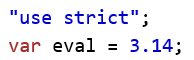 "use strict";
var eval = 3.14;